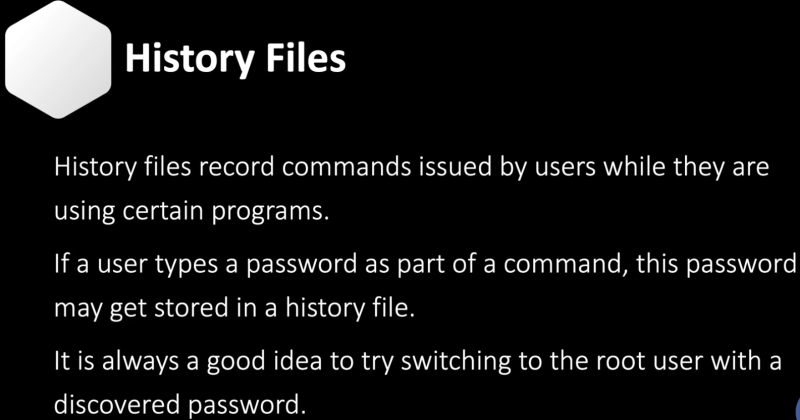 History Files
History files record commands issued by users while they are
using certain programs.
If a user types a password as part of a command, this password
may get stored in a history file.
It is always a good idea to try switching to the root user with a
discovered password.